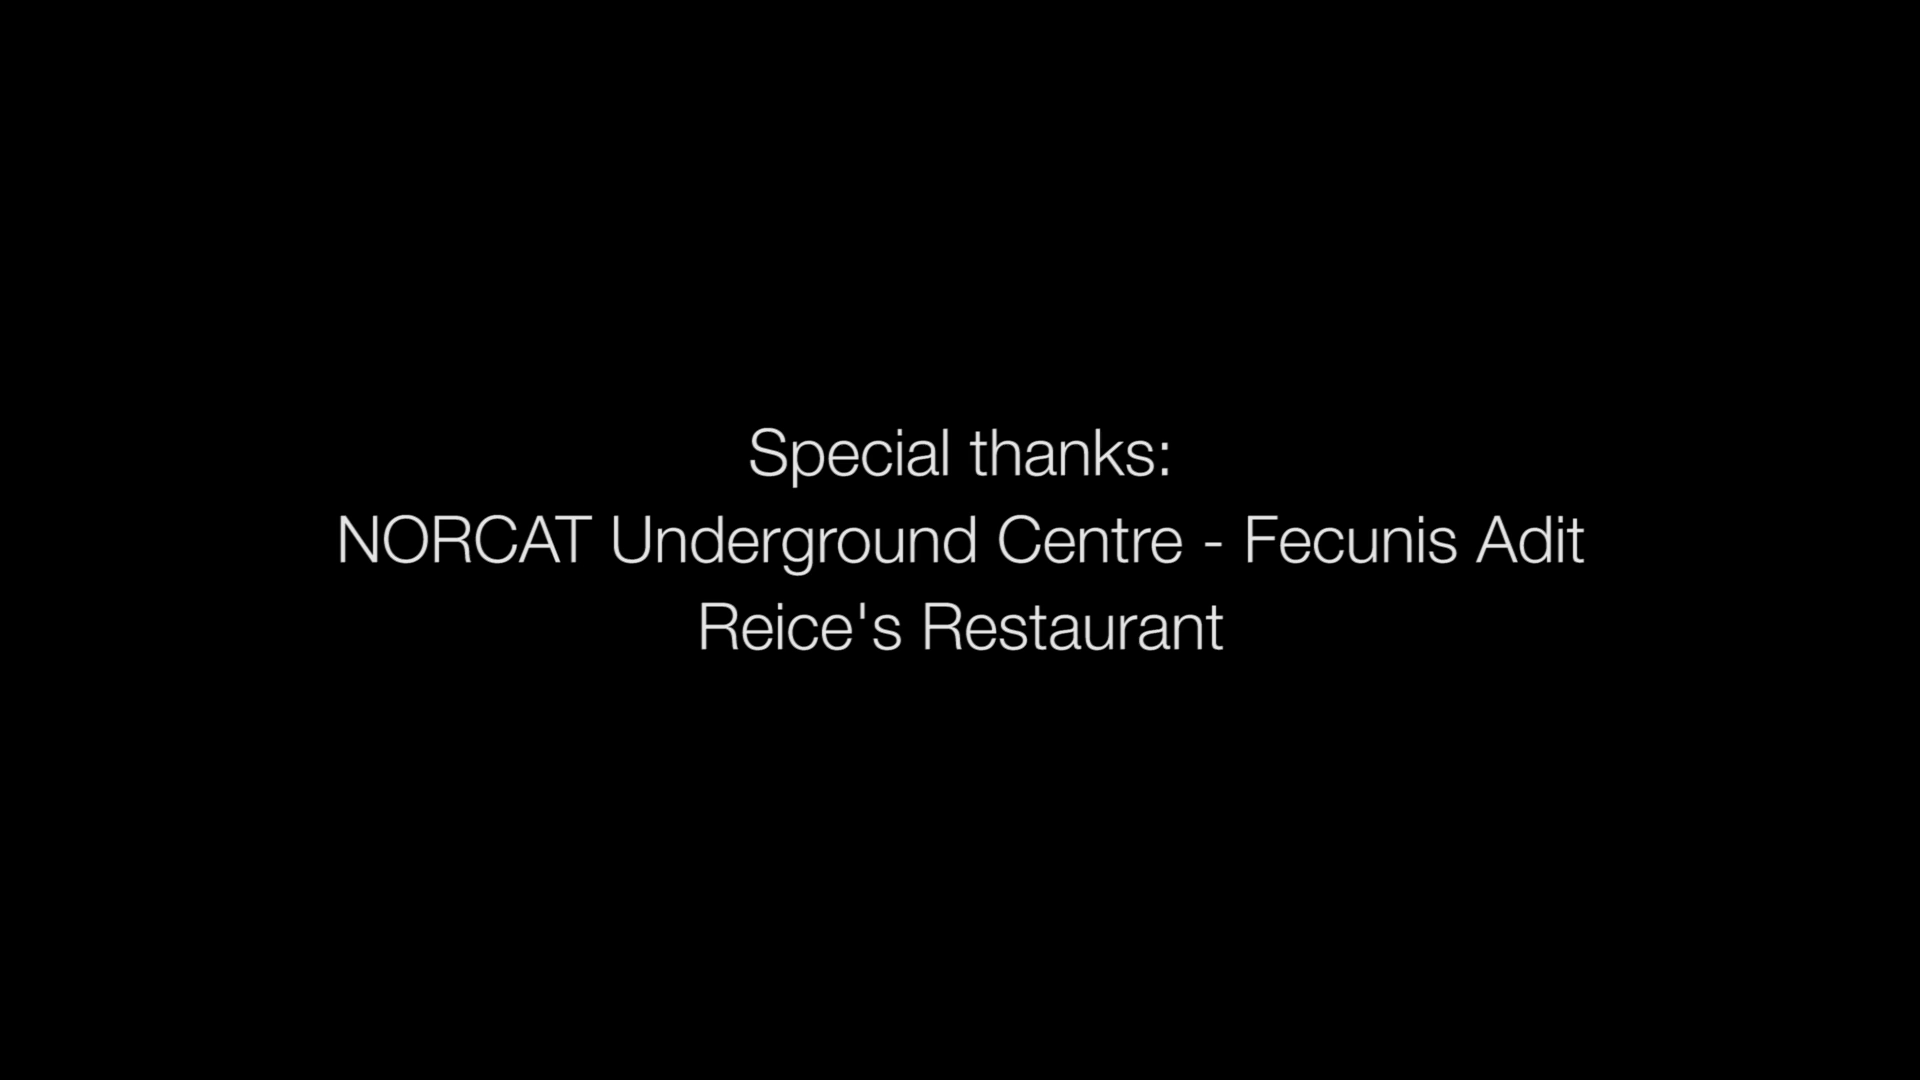 Special thanks:
NORCAT Underground Centre - Fecunis Adit
Reice's Restaurant